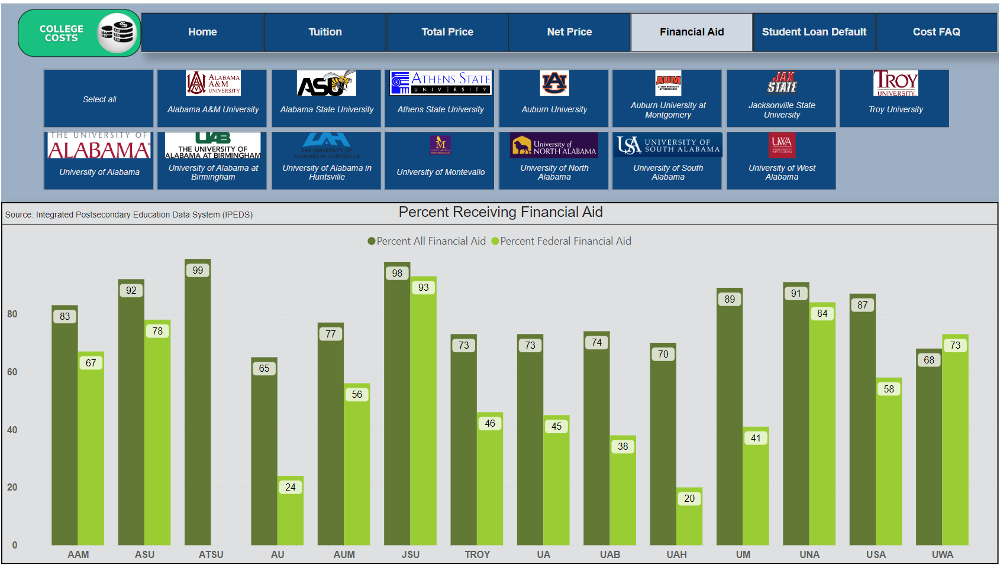 COLLEGE
COSTS
Home
Tuition
Total Price
Net Price
Financial Aid
Student Loan Default
Cost FAQ
Select all
ALABAMA
A&M
UNIVERSITY
Alabama A&M University
ASU
Alabama State University
ATHENS STATE
UNIVERSITY
Athens State University
AU
Auburn University
AUM
Auburn University at
Montgomery
JAX
STATE
Jacksonville State
University
TROY
UNIVERSITY
Troy University
THE UNIVERSITY OF
ALABAMA®
University of Alabama
UAB
THE UNIVERSITY OF
ALABAMA AT BIRMINGHAM
University of Alabama at
Birmingham
UAH
THE UNIVERSITY OF
ALABAMA IN HUNTSVILLE
University of Alabama in
Huntsville
M
University of Montevallo
University of
NORTH ALABAMA
University of North
Alabama
USA
UNIVERSITY OF
SOUTH ALABAMA
University of South
Alabama
UWA
University of West
Alabama
Source: Integrated Postsecondary Education Data System (IPEDS)
Percent Receiving Financial Aid
Percent All Financial Aid
Percent Federal Financial Aid
80
60
40
20
0
83
67
92
78
99
65
24
77
56
98
93
73
46
73
45
74
38
70
20
89
41
91
84
87
58
68
73
AAM
ASU
ATSU
AU
AUM
JSU
TROY
UA
UAB
UAH
UM
UNA
USA
UWA